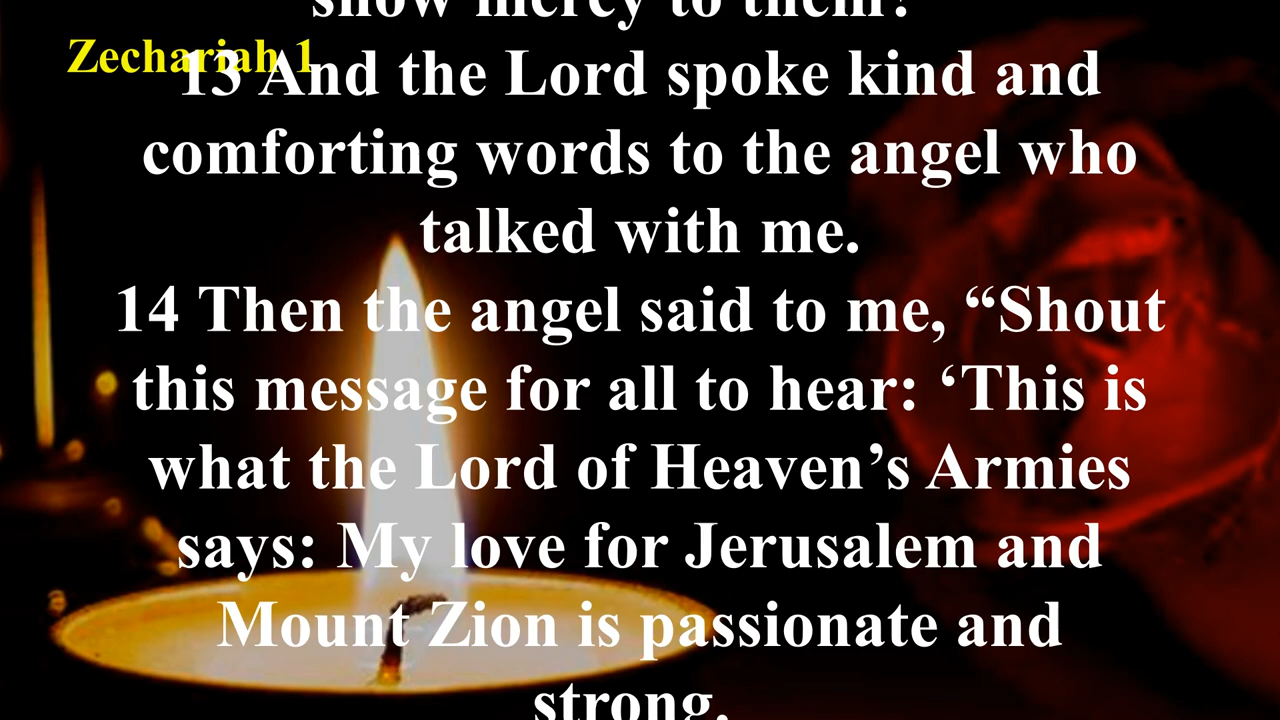 show mercy to them?
Zechariah 1
13 And the Lord spoke kind and
comforting words to the angel who
talked with me.
14 Then the angel said to me, “Shout
this message for all to hear: ‘This is
what the Lord of Heaven’s Armies
says: My love for Jerusalem and
Mount Zion is passionate and
strong.